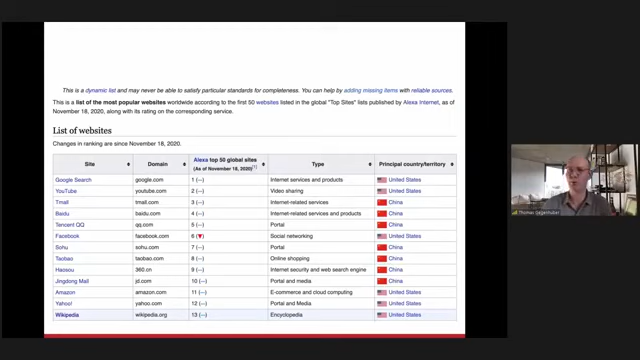 This is a dynamic list and may never be able to satisfy particular standards for completeness. You can help by adding missing items with reliable sources.
This is a list of the most popular websites worldwide according to the first 50 websites listed in the global "Top Sites" lists published by Alexa Internet, as of
November 18, 2020, along with its rating on the corresponding service.
List of websites
Changes in ranking are since November 18, 2020.
Site Domain Alexa top 50 global sites (As of November 18, 2020)[1] Type Principal country/territory
Google Search google.com 1 (—) Internet services and products United States
YouTube youtube.com 2 (—) Video sharing United States
Tmall tmall.com 3 (—) Internet-related services China
Baidu baidu.com 4 (—) Internet-related services and products China
Tencent QQ qq.com 5 (—) Portal China
Facebook facebook.com 6 (▼) Social networking United States
Sohu sohu.com 7 (—) Portal China
Taobao taobao.com 8 (—) Online shopping China
Haosou 360.cn 9 (—) Internet security and web search engine China
Jingdong Mall jd.com 10 (—) Portal and media China
Amazon amazon.com 11 (—) E-commerce and cloud computing United States
Yahoo! yahoo.com 12 (—) Portal and Media United States
Wikipedia wikipedia.org 13 (—) Encyclopedia United States
Thomas Degenhuber